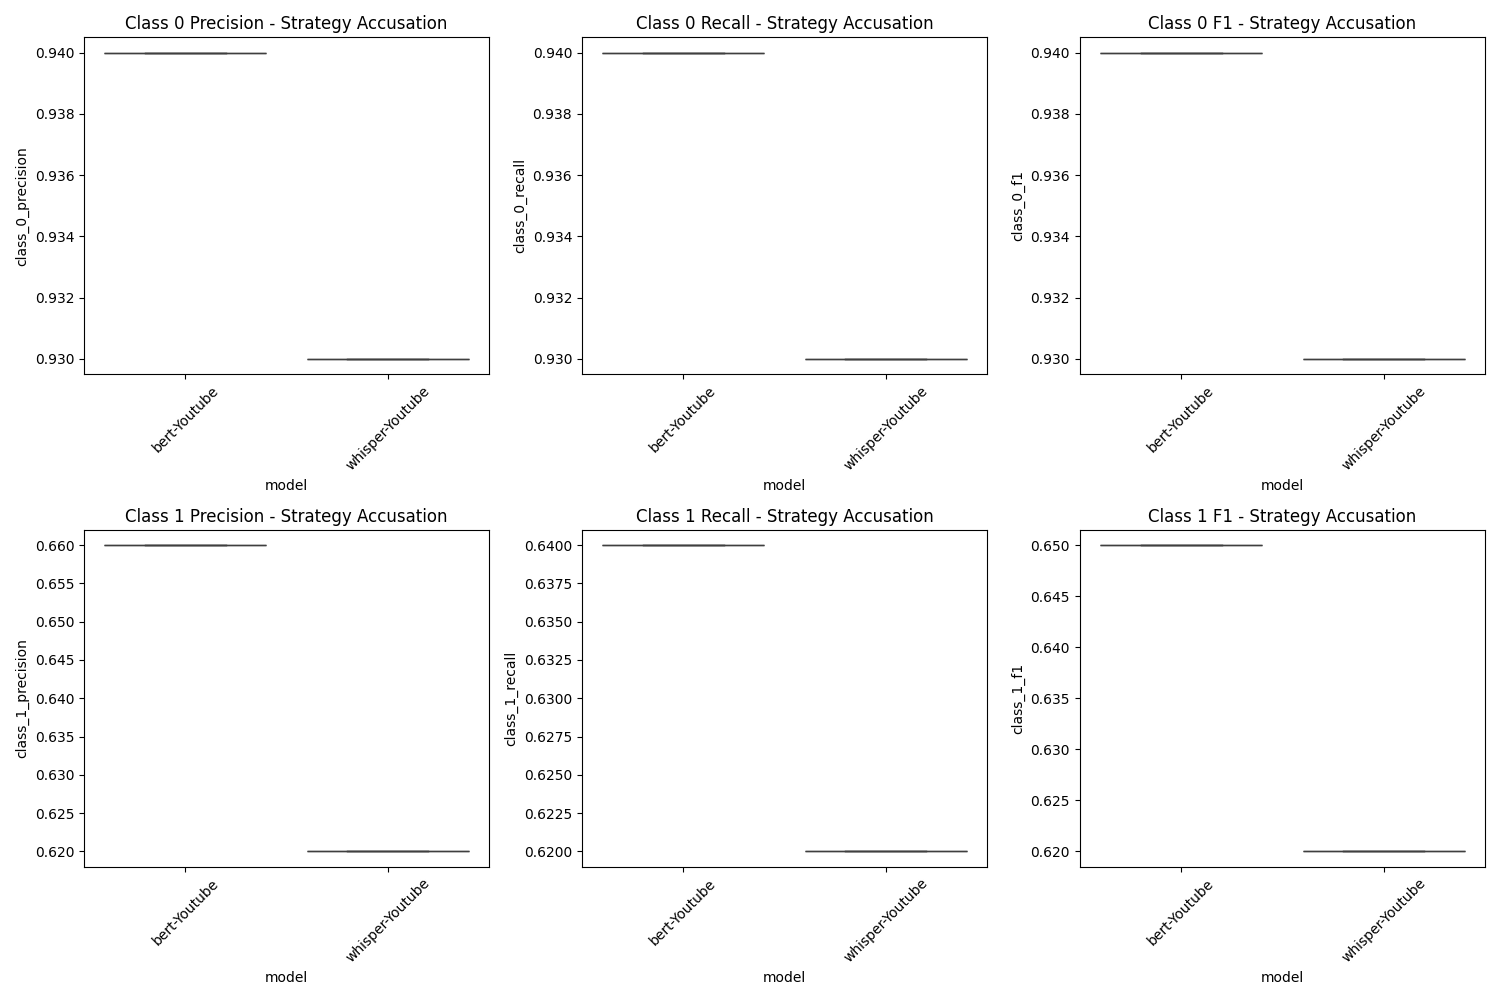 Class 0 Precision - Strategy Accusation
class_0_precision
0.940
0.938
0.936
0.934
0.932
0.930
bert-Youtube
whisper-Youtube
model
Class 0 Recall - Strategy Accusation
class_0_recall
0.940
0.938
0.936
0.934
0.932
0.930
bert-Youtube
whisper-Youtube
model
Class 0 F1 - Strategy Accusation
class_0_f1
0.940
0.938
0.936
0.934
0.932
0.930
bert-Youtube
whisper-Youtube
model
Class 1 Precision - Strategy Accusation
class_1_precision
0.660
0.655
0.650
0.645
0.640
0.635
0.630
0.625
0.620
bert-Youtube
whisper-Youtube
model
Class 1 Recall - Strategy Accusation
class_1_recall
0.6400
0.6375
0.6350
0.6325
0.6300
0.6275
0.6250
0.6225
0.6200
bert-Youtube
whisper-Youtube
model
Class 1 F1 - Strategy Accusation
class_1_f1
0.650
0.645
0.640
0.635
0.630
0.625
0.620
bert-Youtube
whisper-Youtube
model